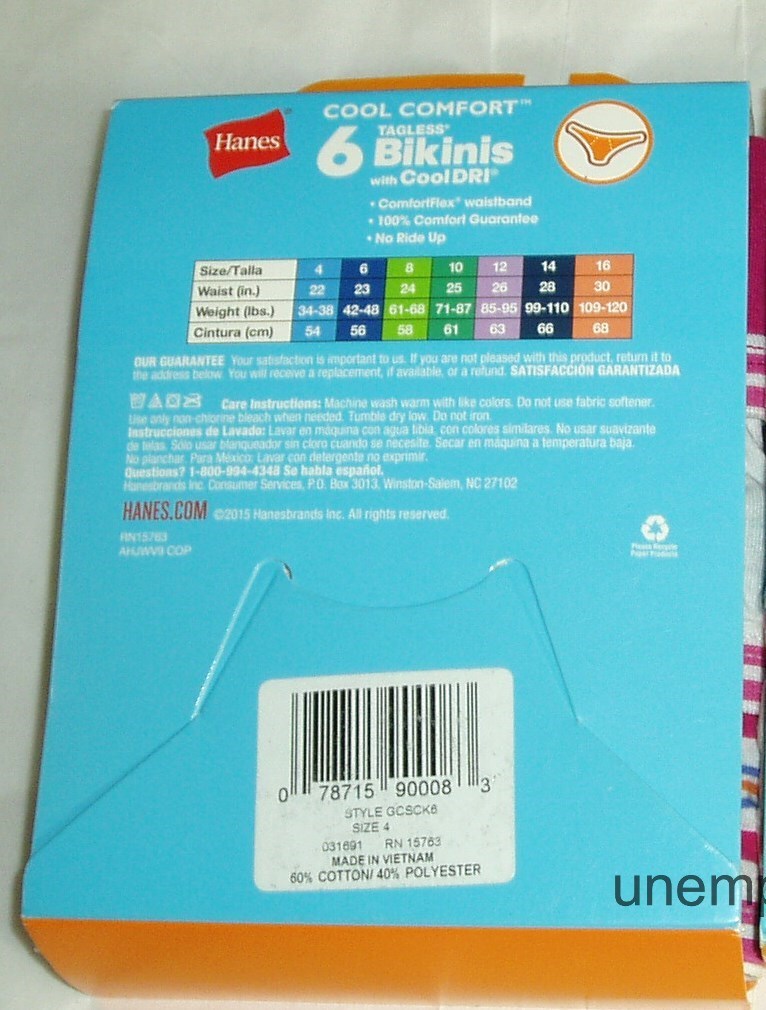 Hanes
COOL COMFORT™
6 TAGLESS®
Bikinis
with CoolDRI®
• ComfortFlex® waistband
• 100% Comfort Guarantee
• No Ride Up
Size/Talla 4 6 8 10 12 14 16
Waist (in.) 22 23 24 25 26 28 30
Weight (lbs.) 34-38 42-48 61-68 71-87 85-95 99-110 109-120
Cintura (cm) 54 56 58 61 63 66 68
OUR GUARANTEE Your satisfaction is important to us. If you are not pleased with this product, return it to
the address below. You will receive a replacement, if available, or a refund. SATISFACCIÓN GARANTIZADA
Care Instructions: Machine wash warm with like colors. Do not use fabric softener.
Use only non-chlorine bleach when needed. Tumble dry low. Do not iron.
Instrucciones de Lavado: Lavar en máquina con agua tibia, con colores similares. No usar suavizante
de telas. Sólo usar blanqueador sin cloro cuando se necesite. Secar en máquina a temperatura baja.
No planchar. Para México: Lavar con detergente no exprimir.
Questions? 1-800-994-4348 Se habla español.
Hanesbrands Inc. Consumer Services, P.O. Box 3013, Winston-Salem, NC 27102
HANES.COM ©2015 Hanesbrands Inc. All rights reserved.
RN15763
AHJWV9 COP
Please Recycle
Paper Products
0 78715 90008 3
STYLE GCSCK6
SIZE 4
031691 RN 15763
MADE IN VIETNAM
60% COTTON/ 40% POLYESTER
unemp